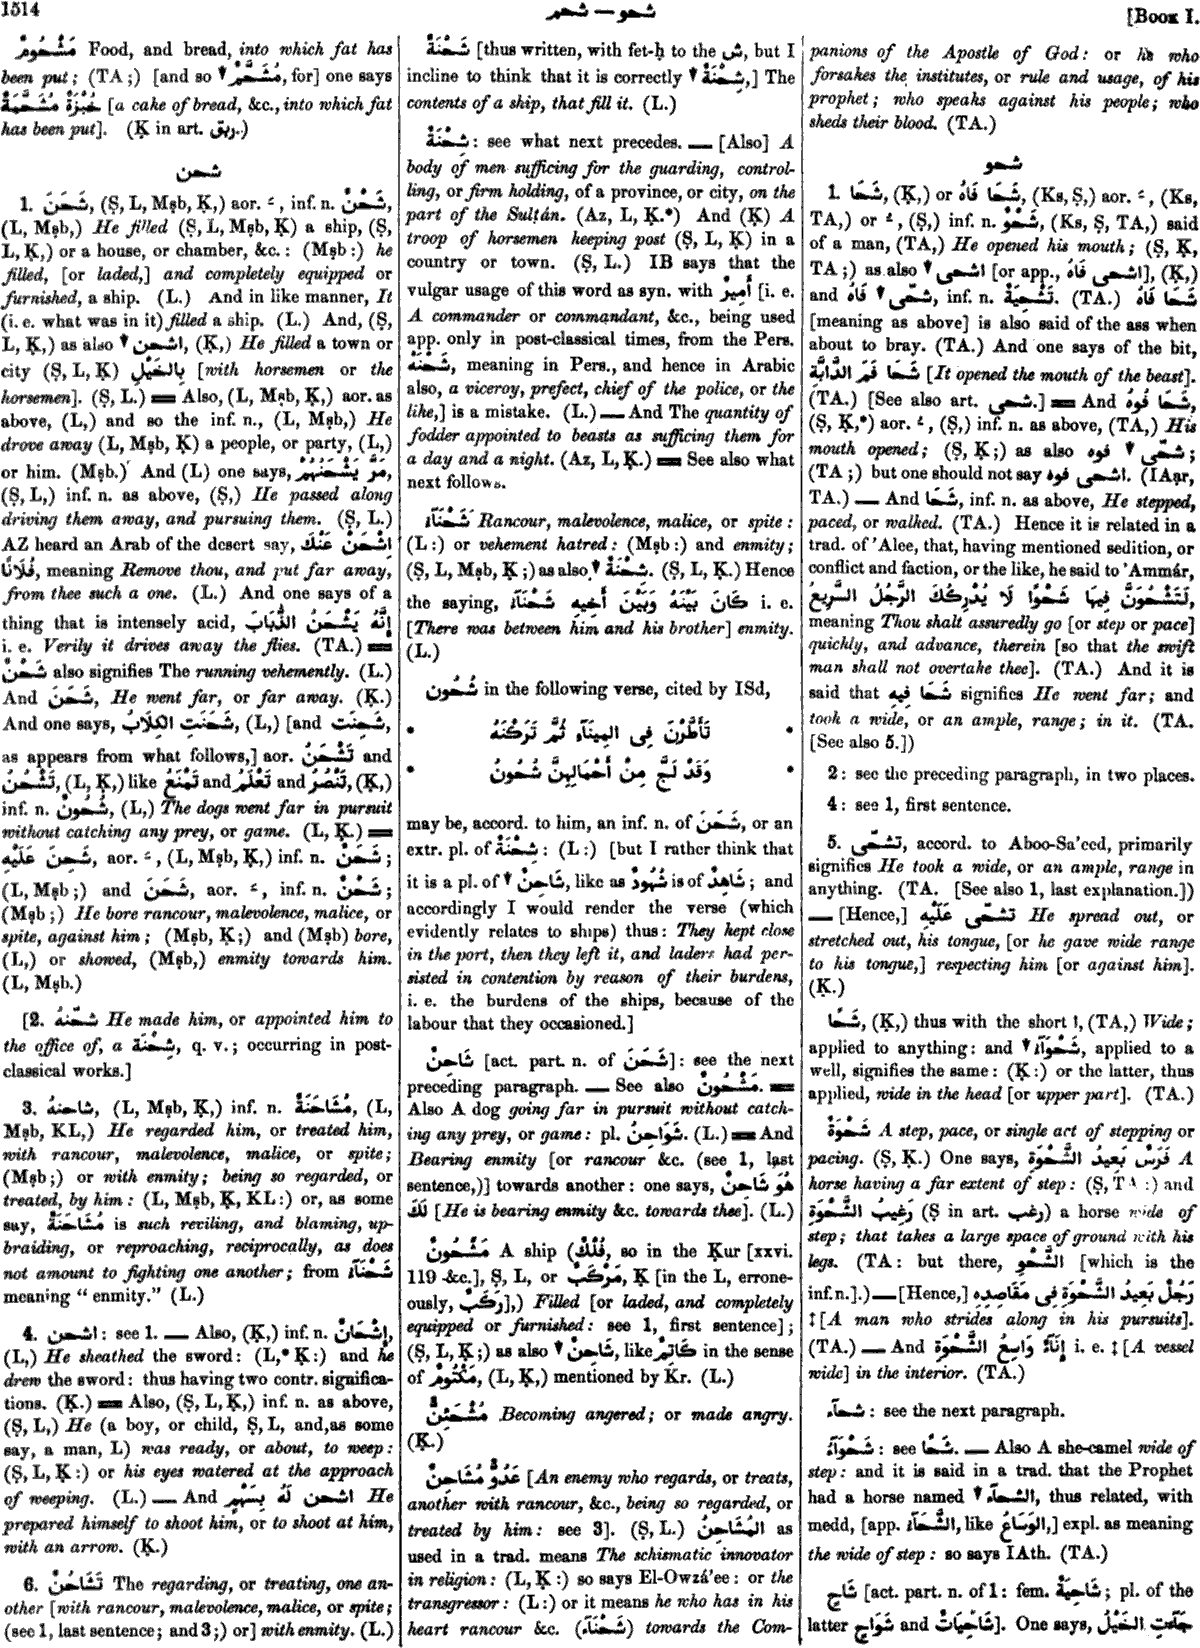 1514
شحو — شحم
[Book I.
مَشْحُومٌ Food, and bread, into which fat has
been put; (TA;) [and so ↓ مُشَحَّمٌ, for] one says
خُبْزَةٌ مُشَحَّمَةٌ [a cake of bread, &c., into which fat
has been put]. (Ḳ in art. ربق.)
شحن
1. شَحَنَ, (Ṣ, L, Mṣb, Ḳ,) aor. ـَ, inf. n. شَحْنٌ,
(L, Mṣb,) He filled (Ṣ, L, Mṣb, Ḳ) a ship, (Ṣ,
L, Ḳ,) or a house, or chamber, &c.: (Mṣb:) he
filled, [or laded,] and completely equipped or
furnished, a ship. (L.) And in like manner, It
(i. e. what was in it) filled a ship. (L.) And, (Ṣ,
L, Ḳ,) as also ↓ اشحن, (Ḳ,) He filled a town or
city (Ṣ, L, Ḳ) بِالخَيْلِ [with horsemen or the
horsemen]. (Ṣ, L.) ═ Also, (L, Mṣb, Ḳ,) aor. as
above, (L,) and so the inf. n., (L, Mṣb,) He
drove away (L, Mṣb, Ḳ) a people, or party, (L,)
or him. (Mṣb.) And (L) one says, مَرَّ يَشْحَنُهُمْ,
(Ṣ, L,) inf. n. as above, (Ṣ,) He passed along
driving them away, and pursuing them. (Ṣ, L.)
AZ heard an Arab of the desert say, اِشْحَنْ عَنْكَ
فُلَانًا, meaning Remove thou, and put far away,
from thee such a one. (L.) And one says of a
thing that is intensely acid, إِنَّهُ يَشْحَنُ الذُّبَابَ
i. e. Verily it drives away the flies. (TA.) ═
شَحْنٌ also signifies The running vehemently. (L.)
And شَحَنَ, He went far, or far away. (Ḳ.)
And one says, شَحَنَتِ الكِلَابُ, (L,) [and شَحِنَت,
as appears from what follows,] aor. تَشْحَنُ and
تَشْحُنُ, (L, Ḳ,) like تَمْنَعُ and تَعْلَمُ and تَنْصُرُ, (Ḳ,)
inf. n. شُحُونٌ, (L,) The dogs went far in pursuit
without catching any prey, or game. (L, Ḳ.) ═
شَحِنَ عَلَيْهِ, aor. ـَ, (L, Mṣb, Ḳ,) inf. n. شَحَنٌ;
(L, Mṣb;) and شَحَنَ, aor. ـَ, inf. n. شَحْنٌ;
(Mṣb;) He bore rancour, malevolence, malice, or
spite, against him; (Mṣb, Ḳ;) and (Mṣb) bore,
(L,) or showed, (Mṣb,) enmity towards him.
(L, Mṣb.)
[2. شحّنهُ He made him, or appointed him to
the office of, a شِحْنَة, q. v.; occurring in post-
classical works.]
3. شاحنهُ, (L, Mṣb, Ḳ,) inf. n. مُشَاحَنَةٌ, (L,
Mṣb, KL,) He regarded him, or treated him,
with rancour, malevolence, malice, or spite;
(Mṣb;) or with enmity; being so regarded, or
treated, by him: (L, Mṣb, Ḳ, KL:) or, as some
say, مُشَاحَنَةٌ is such reviling, and blaming, up-
braiding, or reproaching, reciprocally, as does
not amount to fighting one another; from شَحْنَآءُ
meaning “enmity.” (L.)
4. اشحن: see 1. — Also, (Ḳ,) inf. n. إِشْحَانٌ,
(L,) He sheathed the sword: (L,* Ḳ:) and he
drew the sword: thus having two contr. significa-
tions. (Ḳ.) ═ Also, (Ṣ, L, Ḳ,) inf. n. as above,
(Ṣ, L,) He (a boy, or child, Ṣ, L, and, as some
say, a man, L) was ready, or about, to weep:
(Ṣ, L, Ḳ:) or his eyes watered at the approach
of weeping. (L.) — And اشحن لَهُ بِسَهْمٍ He
prepared himself to shoot him, or to shoot at him,
with an arrow. (Ḳ.)
6. تَشَاحُنٌ The regarding, or treating, one an-
other [with rancour, malevolence, malice, or spite;
(see 1, last sentence; and 3;) or] with enmity. (L.)
شَحْنَةٌ [thus written, with fet-ḥ to the ش, but I
incline to think that it is correctly ↓ شِحْنَةٌ,] The
contents of a ship, that fill it. (L.)
شِحْنَةٌ: see what next precedes. — [Also] A
body of men sufficing for the guarding, control-
ling, or firm holding, of a province, or city, on the
part of the Sulṭán. (Az, L, Ḳ.*) And (Ḳ) A
troop of horsemen keeping post (Ṣ, L, Ḳ) in a
country or town. (Ṣ, L.) IB says that the
vulgar usage of this word as syn. with أَمِيرٌ [i. e.
A commander or commandant, &c., being used
app. only in post-classical times, from the Pers.
شَحْنَهْ, meaning in Pers., and hence in Arabic
also, a viceroy, prefect, chief of the police, or the
like,] is a mistake. (L.) — And The quantity of
fodder appointed to beasts as sufficing them for
a day and a night. (Az, L, Ḳ.) ═ See also what
next follows.
شَحْنَآءُ Rancour, malevolence, malice, or spite:
(L:) or vehement hatred: (Mṣb:) and enmity;
(Ṣ, L, Mṣb, Ḳ;) as also ↓ شِحْنَةٌ. (Ṣ, L, Ḳ.) Hence
the saying, كَانَ بَيْنَهُ وَبَيْنَ أَخِيهِ شَحْنَآءُ i. e.
[There was between him and his brother] enmity.
(L.)
شُحُون in the following verse, cited by ISd,
• تَأَطَّرْنَ فِى المِينَآءِ ثُمَّ تَرَكْنَهُ •
• وَقَدْ لَجَّ مِنْ أَحْمَالِهِنَّ شُحُونُ •
may be, accord. to him, an inf. n. of شَحَنَ, or an
extr. pl. of شِحْنَةٌ: (L:) [but I rather think that
it is a pl. of ↓ شَاحِنٌ, like as شُهُودٌ is of شَاهِدٌ; and
accordingly I would render the verse (which
evidently relates to ships) thus: They kept close
in the port, then they left it, and laders had per-
sisted in contention by reason of their burdens,
i. e. the burdens of the ships, because of the
labour that they occasioned.]
شَاحِنٌ [act. part. n. of شَحَنَ]: see the next
preceding paragraph. — See also مَشْحُونٌ. ═
Also A dog going far in pursuit without catch-
ing any prey, or game: pl. شَوَاحِنُ. (L.) ═ And
Bearing enmity [or rancour &c. (see 1, last
sentence,)] towards another: one says, هُوَ شَاحِنٌ
لَكَ [He is bearing enmity &c. towards thee]. (L.)
مَشْحُونٌ A ship (فُلْكٌ, so in the Ḳur [xxvi.
119 &c.], Ṣ, L, or مَرْكَبٌ, Ḳ [in the L, errone-
ously, رَكْبٌ],) Filled [or laded, and completely
equipped or furnished: see 1, first sentence];
(Ṣ, L, Ḳ;) as also ↓ شَاحِنٌ, like كَاتِمٌ in the sense
of مَكْتُومٌ, (L, Ḳ,) mentioned by Kr. (L.)
مُشْحَئِنٌّ Becoming angered; or made angry.
(Ḳ.)
عَدُوٌّ مُشَاحِنٌ [An enemy who regards, or treats,
another with rancour, &c., being so regarded, or
treated by him: see 3]. (Ṣ, L.) المُشَاحِنُ as
used in a trad. means The schismatic innovator
in religion: (L, Ḳ:) so says El-Owzá'ee: or the
transgressor: (L:) or it means he who has in his
heart rancour &c. (شَحْنَآءُ) towards the Com-
panions of the Apostle of God: or he who
forsakes the institutes, or rule and usage, of his
prophet; who speaks against his people; who
sheds their blood. (TA.)
شحو
1. شَحَا, (Ḳ,) or شَحَا فَاهُ, (Ks, Ṣ,) aor. ـُ, (Ks,
TA,) or ـَ, (Ṣ,) inf. n. شَحْوٌ, (Ks, Ṣ, TA,) said
of a man, (TA,) He opened his mouth; (Ṣ, Ḳ,
TA;) as also ↓ اشحى [or app., اشحى فَاهُ], (Ḳ,)
and فَاهُ ↓ شحّى, inf. n. تَشْحِيَةٌ. (TA.) شَحَا فَاهُ
[meaning as above] is also said of the ass when
about to bray. (TA.) And one says of the bit,
شَحَا فَمَ الدَّابَّةِ [It opened the mouth of the beast].
(TA.) [See also art. شحى.] ═ And شَحَا فُوهُ,
(Ṣ, Ḳ,*) aor. ـُ, (Ṣ,) inf. n. as above, (TA,) His
mouth opened; (Ṣ, Ḳ;) as also فوه ↓ شحّى;
(TA;) but one should not say اشحى فوه. (IAạr,
TA.) — And شَحَا, inf. n. as above, He stepped,
paced, or walked. (TA.) Hence it is related in a
trad. of 'Alee, that, having mentioned sedition, or
conflict and faction, or the like, he said to 'Ammár,
لَتَشْحُوَنَّ فِيهَا شَحْوًا لَا يُدْرِكُكَ الرَّجُلُ السَّرِيعُ,
meaning Thou shalt assuredly go [or step or pace]
quickly, and advance, therein [so that the swift
man shall not overtake thee]. (TA.) And it is
said that شَحَا فِيهِ signifies He went far; and
took a wide, or an ample, range; in it. (TA.
[See also 5.])
2: see the preceding paragraph, in two places.
4: see 1, first sentence.
5. تشحّى, accord. to Aboo-Sa'eed, primarily
signifies He took a wide, or an ample, range in
anything. (TA. [See also 1, last explanation.])
— [Hence,] تشحّى عَلَيْهِ He spread out, or
stretched out, his tongue, [or he gave wide range
to his tongue,] respecting him [or against him].
(Ḳ.)
شَحًا, (Ḳ,) thus with the short ا, (TA,) Wide;
applied to anything: and ↓ شَحْوَآءُ, applied to a
well, signifies the same: (Ḳ:) or the latter, thus
applied, wide in the head [or upper part]. (TA.)
شَحْوَةٌ A step, pace, or single act of stepping or
pacing. (Ṣ, Ḳ.) One says, فَرَسٌ بَعِيدُ الشَّحْوَةِ A
horse having a far extent of step: (Ṣ, TA:) and
رَغِيبُ الشَّحْوَةِ (Ṣ in art. رغب) a horse wide of
step; that takes a large space of ground with his
legs. (TA: but there, الشَّحْوِ [which is the
inf. n.].) — [Hence,] رَجُلٌ بَعِيدُ الشَّحْوَةِ فِى مَقَاصِدِهِ
‡ [A man who strides along in his pursuits].
(TA.) — And إِنَآءٌ وَاسِعُ الشَّحْوَةِ i. e. ‡ [A vessel
wide] in the interior. (TA.)
شحآء: see the next paragraph.
شَحْوَآءُ: see شَحًا. — Also A she-camel wide of
step: and it is said in a trad. that the Prophet
had a horse named ↓ الشحآء, thus related, with
medd, [app. الشَّحَآءُ, like الوَسَاعُ,] expl. as meaning
the wide of step: so says IAth. (TA.)
شَاحٍ [act. part. n. of 1: fem. شَاحِيَةٌ; pl. of the
latter شَوَاحٍ and شَاحِيَاتٌ]. One says, جَآءَتِ الخَيْلُ